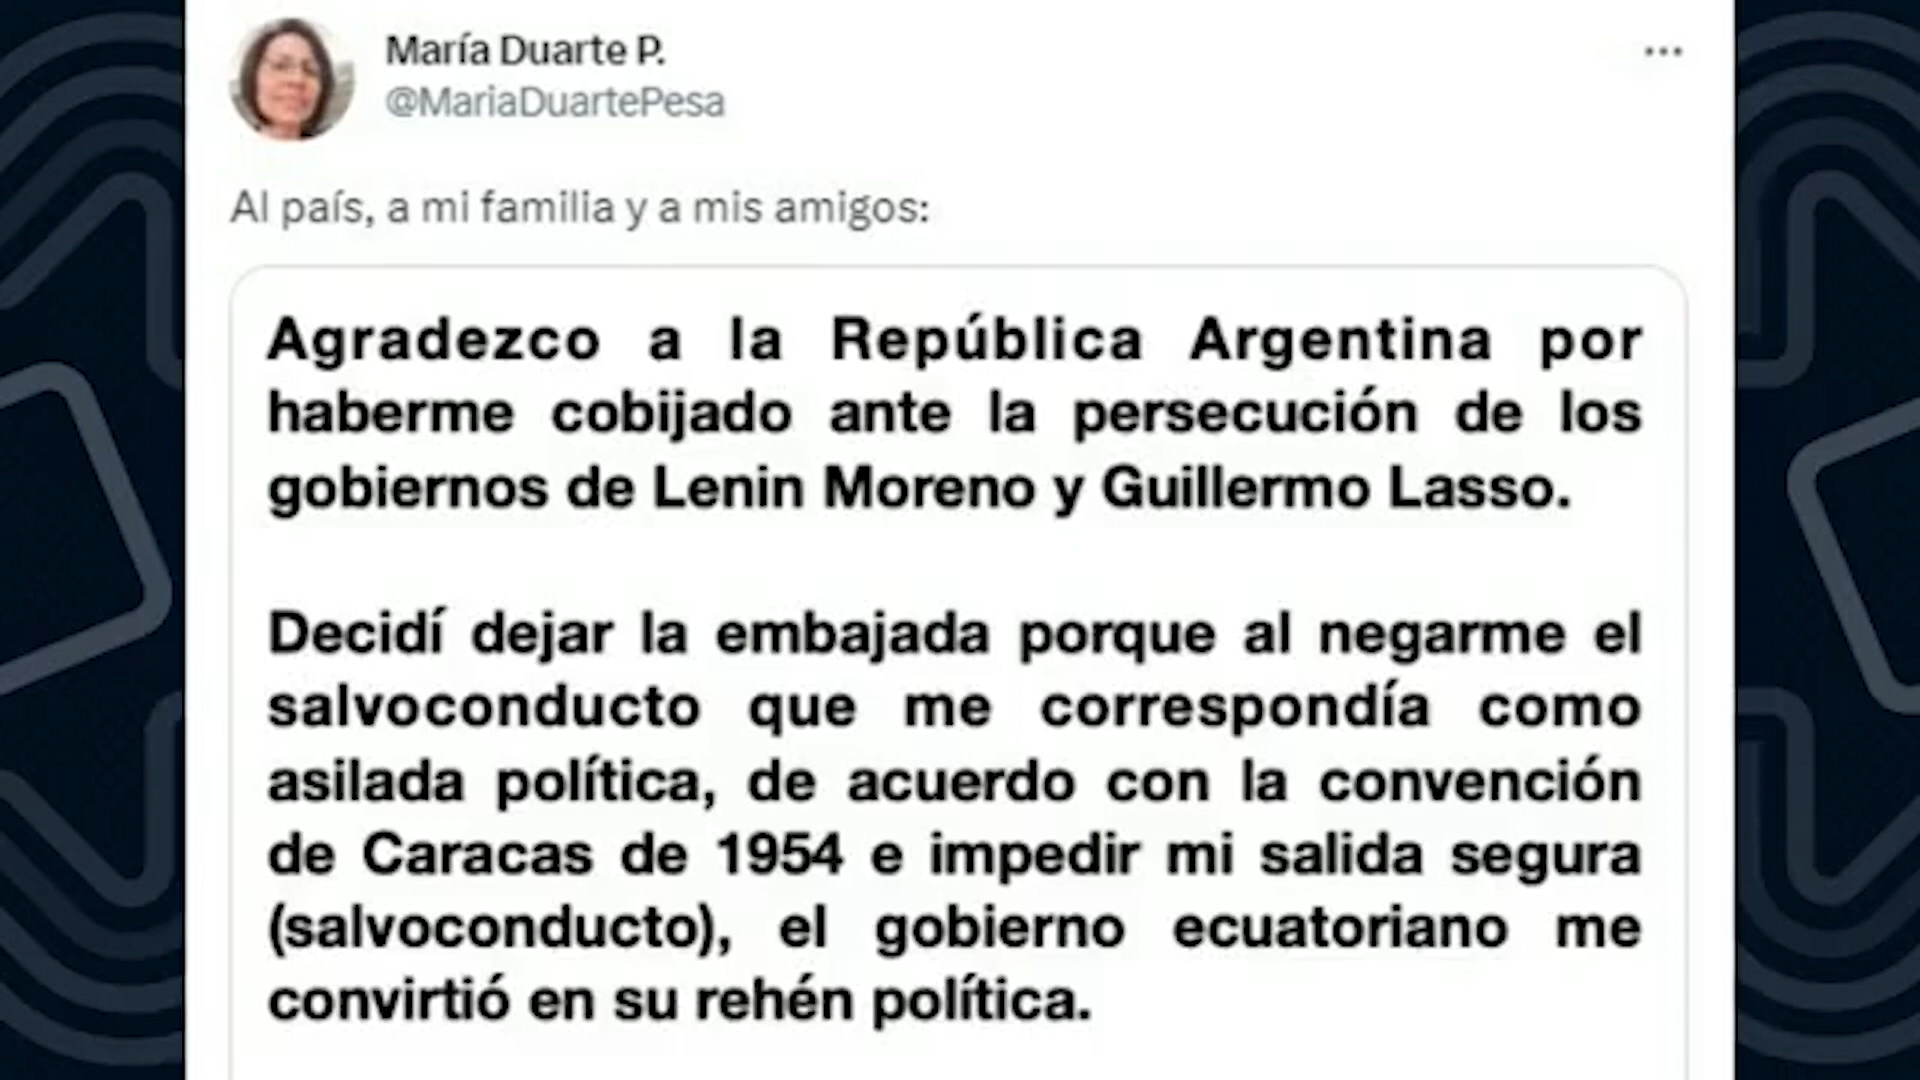 María Duarte P.
@MariaDuartePesa
Al país, a mi familia y a mis amigos:
Agradezco a la República Argentina por
haberme cobijado ante la persecución de los
gobiernos de Lenin Moreno y Guillermo Lasso.
Decidí dejar la embajada porque al negarme el
salvoconducto que me correspondía como
asilada política, de acuerdo con la convención
de Caracas de 1954 e impedir mi salida segura
(salvoconducto), el gobierno ecuatoriano me
convirtió en su rehén política.